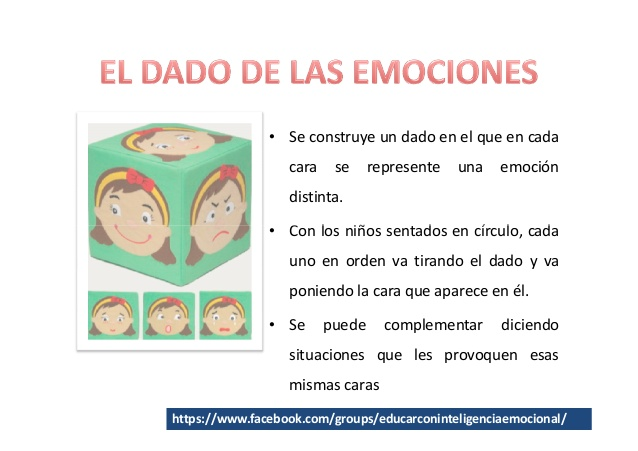 EL DADO DE LAS EMOCIONES
• Se construye un dado en el que en cada
cara se represente una emoción
distinta.
• Con los niños sentados en círculo, cada
uno en orden va tirando el dado y va
poniendo la cara que aparece en él.
• Se puede complementar diciendo
situaciones que les provoquen esas
mismas caras
https://www.facebook.com/groups/educarconinteligenciaemocional/